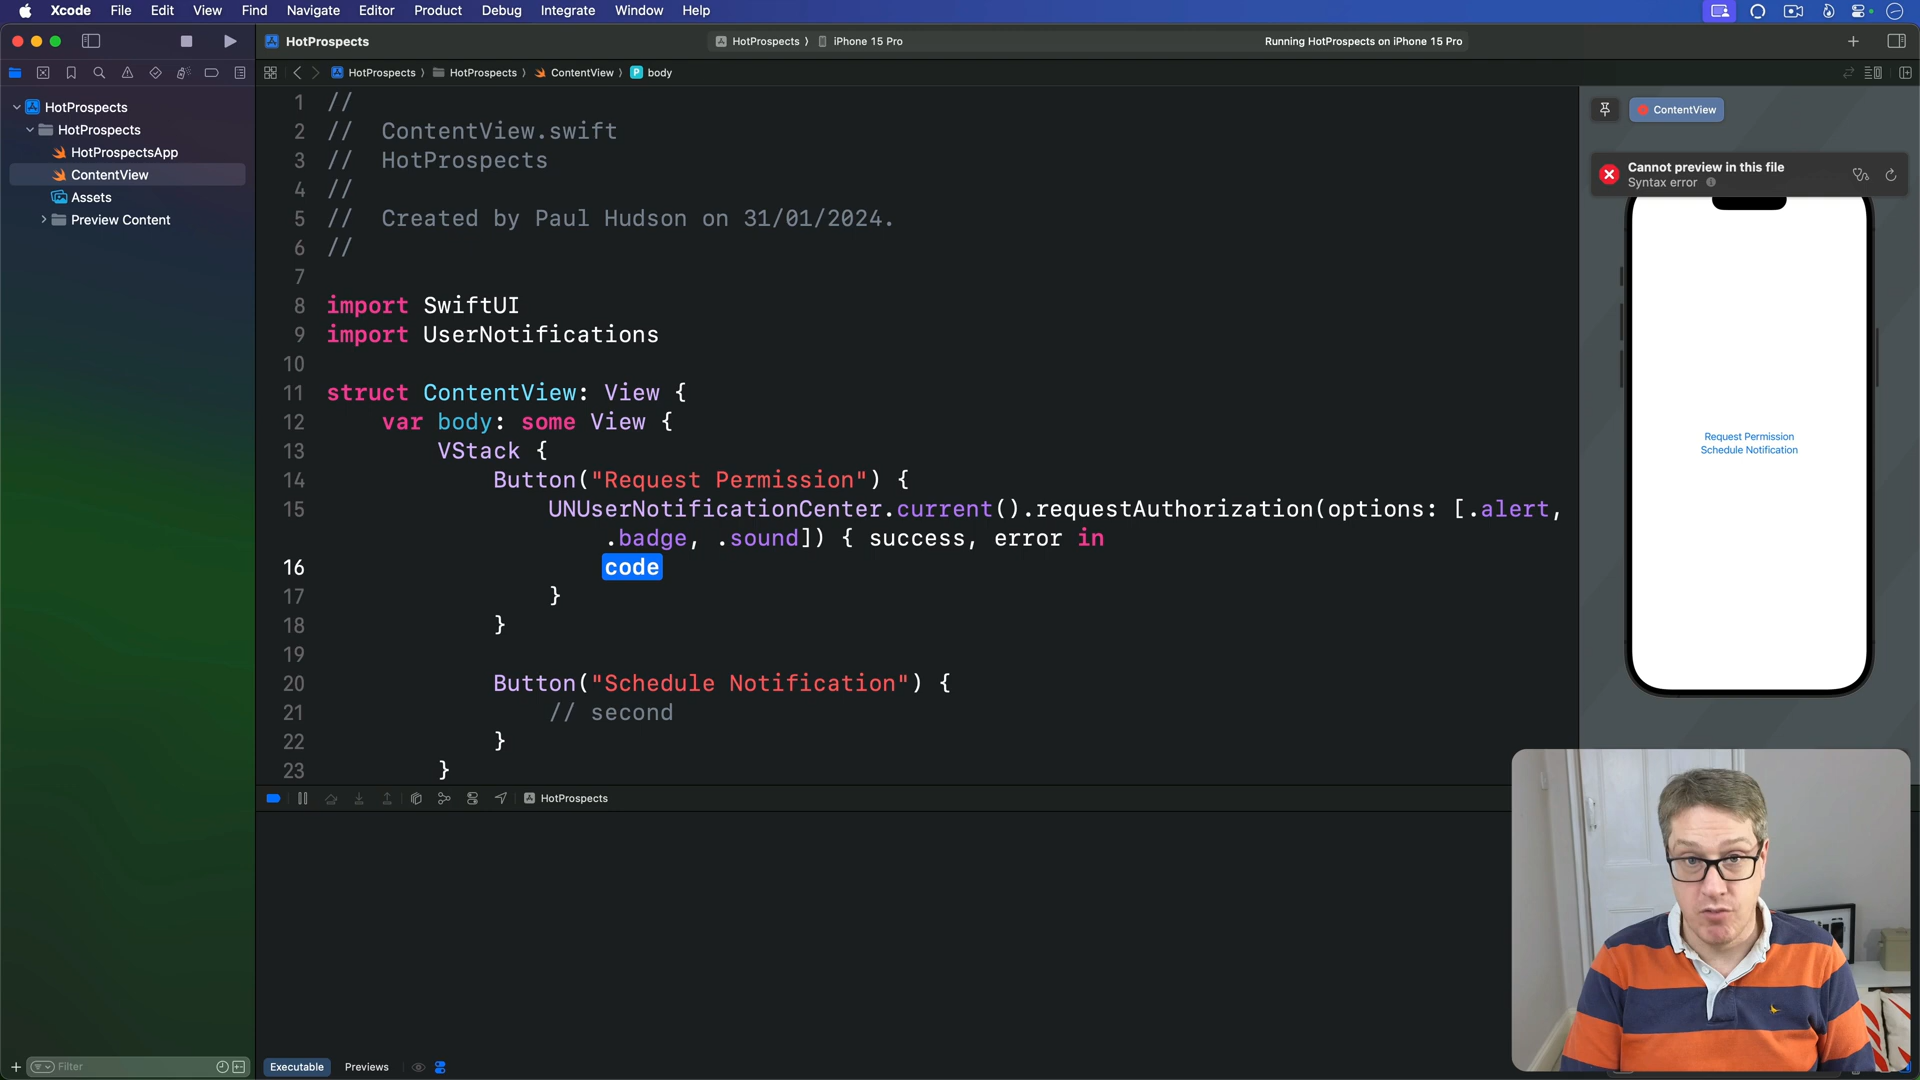 Xcode File Edit View Find Navigate Editor Product Debug Integrate Window Help
HotProspects
HotProspects iPhone 15 Pro
Running HotProspects on iPhone 15 Pro
HotProspects HotProspects ContentView P body
HotProspects
HotProspects
HotProspectsApp
ContentView
Assets
Preview Content
1 //
2 // ContentView.swift
3 // HotProspects
4 //
5 // Created by Paul Hudson on 31/01/2024.
6 //
7
8 import SwiftUI
9 import UserNotifications
10
11 struct ContentView: View {
12 var body: some View {
13 VStack {
14 Button("Request Permission") {
15 UNUserNotificationCenter.current().requestAuthorization(options: [.alert,
.badge, .sound]) { success, error in
16 code
17 }
18 }
19
20 Button("Schedule Notification") {
21 // second
22 }
23 }
ContentView
Cannot preview in this file
Syntax error
Request Permission
Schedule Notification
HotProspects
Filter
Executable Previews